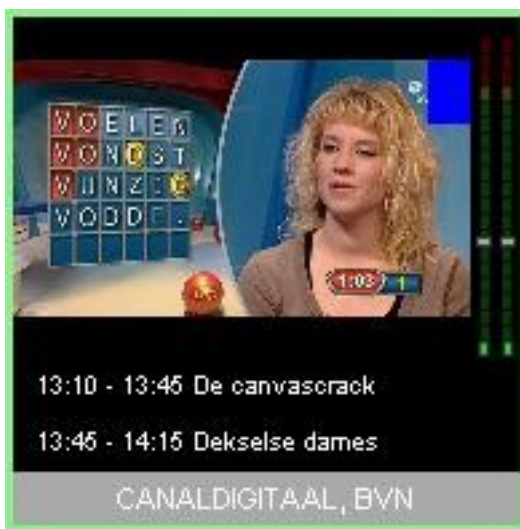 VOELEN
VONDST
VIJNZIG
VODDE.
1:03 1
13:10 - 13:45 De canvascrack
13:45 - 14:15 Dekselse dames
CANALDIGITAAL, BVN